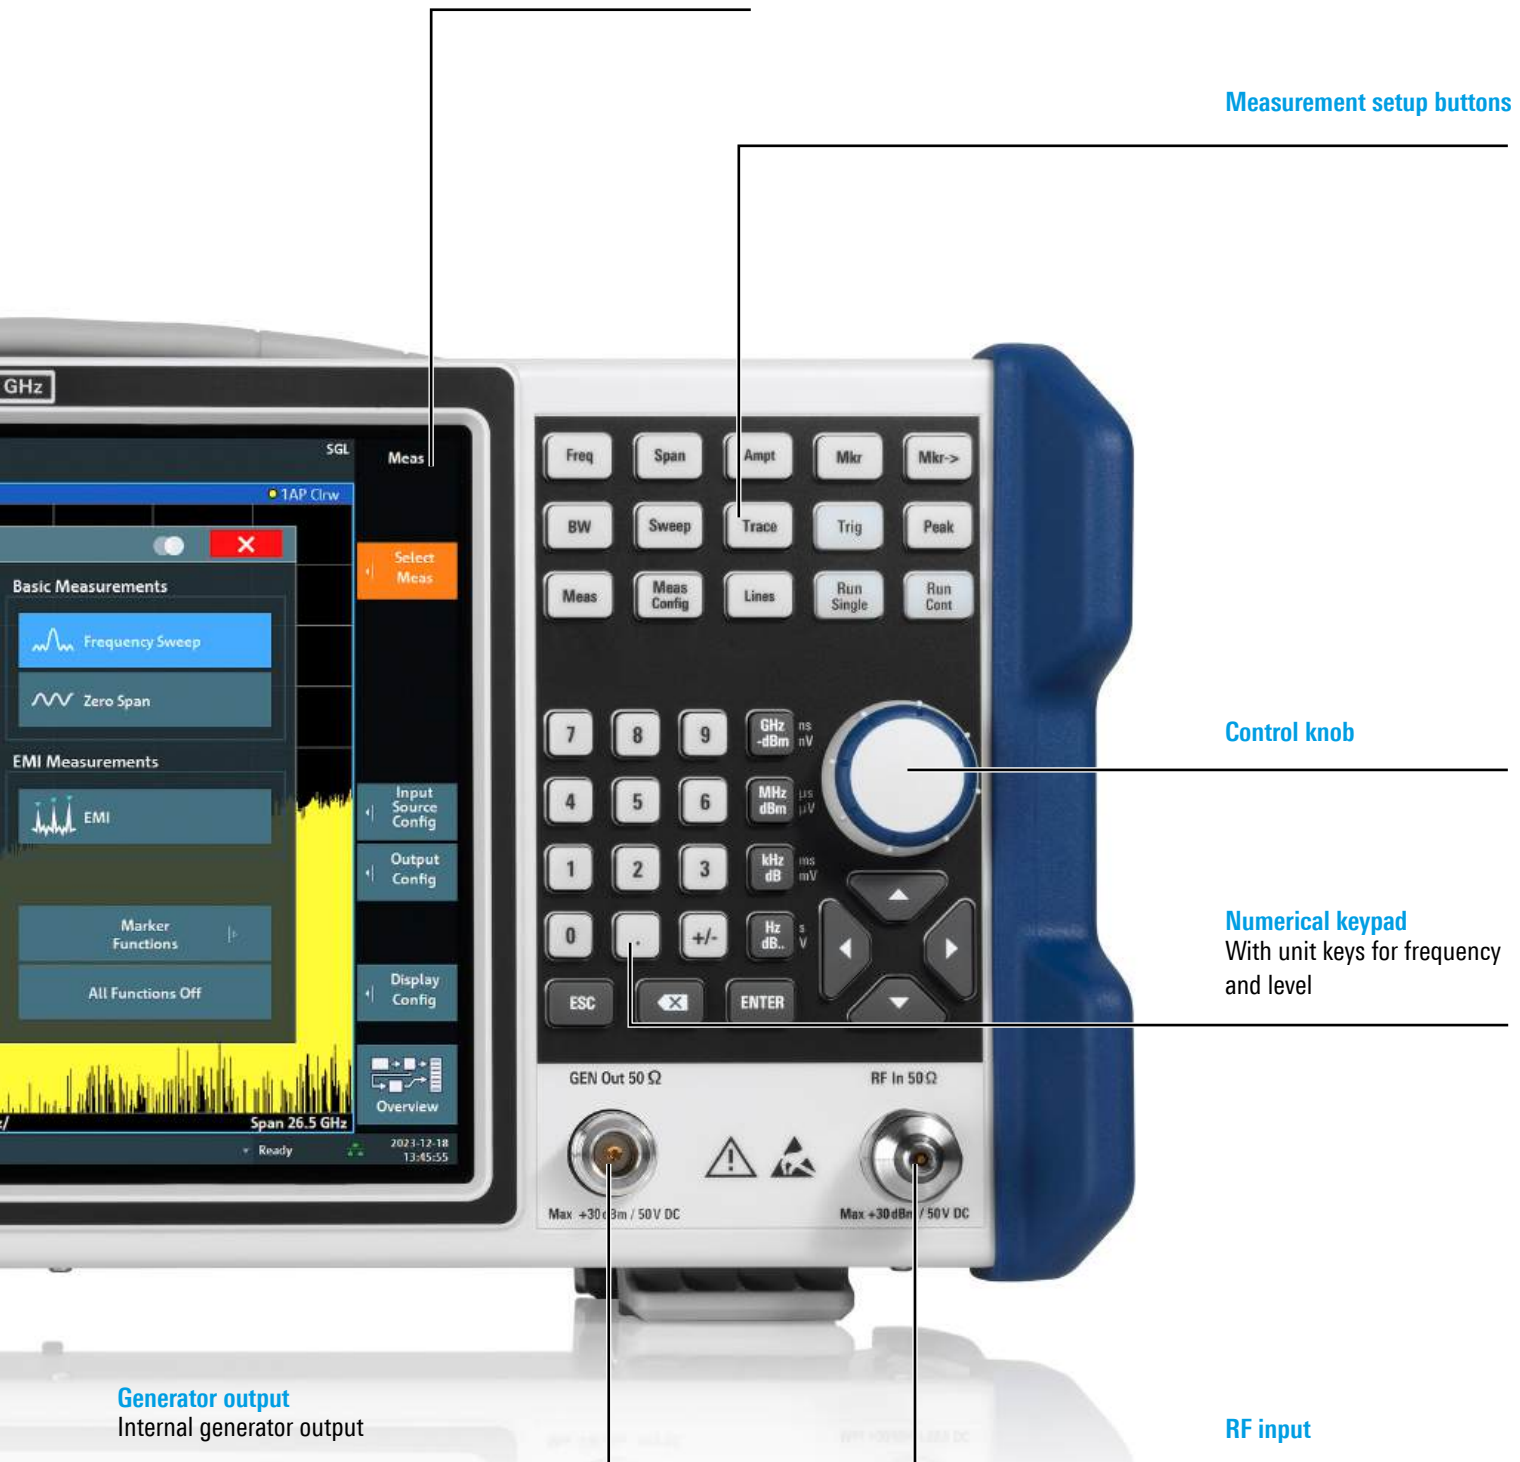 Measurement setup buttons
GHz
SGL
Meas
1AP Clrw
Select
Meas
Basic Measurements
Frequency Sweep
Zero Span
EMI Measurements
EMI
Input
Source
Config
Output
Config
Marker
Functions
All Functions Off
Display
Config
Overview
Span 26.5 GHz
Ready
2023-12-18
13:45:55
Freq Span Ampt Mkr Mkr->
BW Sweep Trace Trig Peak
Meas Meas Config Lines Run Single Run Cont
7 8 9 GHz -dBm ns nV
4 5 6 MHz dBm µs µV
1 2 3 kHz dB ms mV
0 . +/- Hz dB.. s V
ESC ENTER
Control knob
Numerical keypad
With unit keys for frequency
and level
GEN Out 50 Ω
RF In 50 Ω
Max +30 dBm / 50 V DC
Max +30 dBm / 50 V DC
Generator output
Internal generator output
RF input